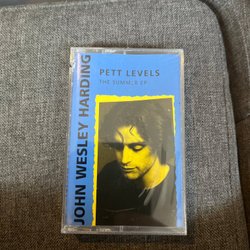 JOHN WESLEY HARDING
PETT LEVELS
THE SUMMER EP